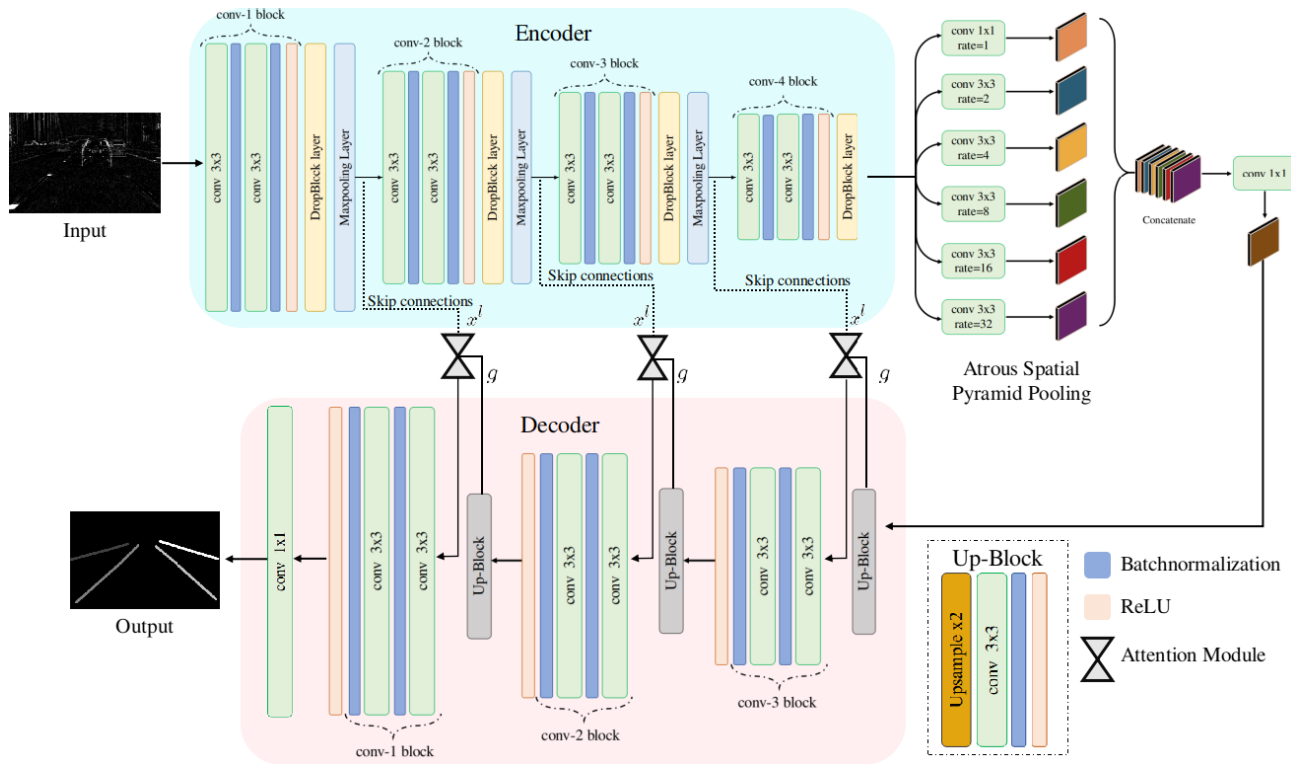 Encoder
conv-1 block
conv 3x3
conv 3x3
DropBlock layer
Maxpooling Layer
conv-2 block
conv 3x3
conv 3x3
DropBlock layer
Maxpooling Layer
conv-3 block
conv 3x3
conv 3x3
DropBlock layer
Maxpooling Layer
conv-4 block
conv 3x3
conv 3x3
DropBlock layer
Input
Skip connections
Skip connections
Skip connections
x^l
x^l
x^l
g
g
g
conv 1x1
rate=1
conv 3x3
rate=2
conv 3x3
rate=4
conv 3x3
rate=8
conv 3x3
rate=16
conv 3x3
rate=32
Atrous Spatial
Pyramid Pooling
Concatenate
conv 1x1
Decoder
Up-Block
conv 3x3
conv 3x3
conv-3 block
Up-Block
conv 3x3
conv 3x3
conv-2 block
Up-Block
conv 3x3
conv 3x3
conv-1 block
conv 1x1
Output
Up-Block
Upsample x2
conv 3x3
Batchnormalization
ReLU
Attention Module